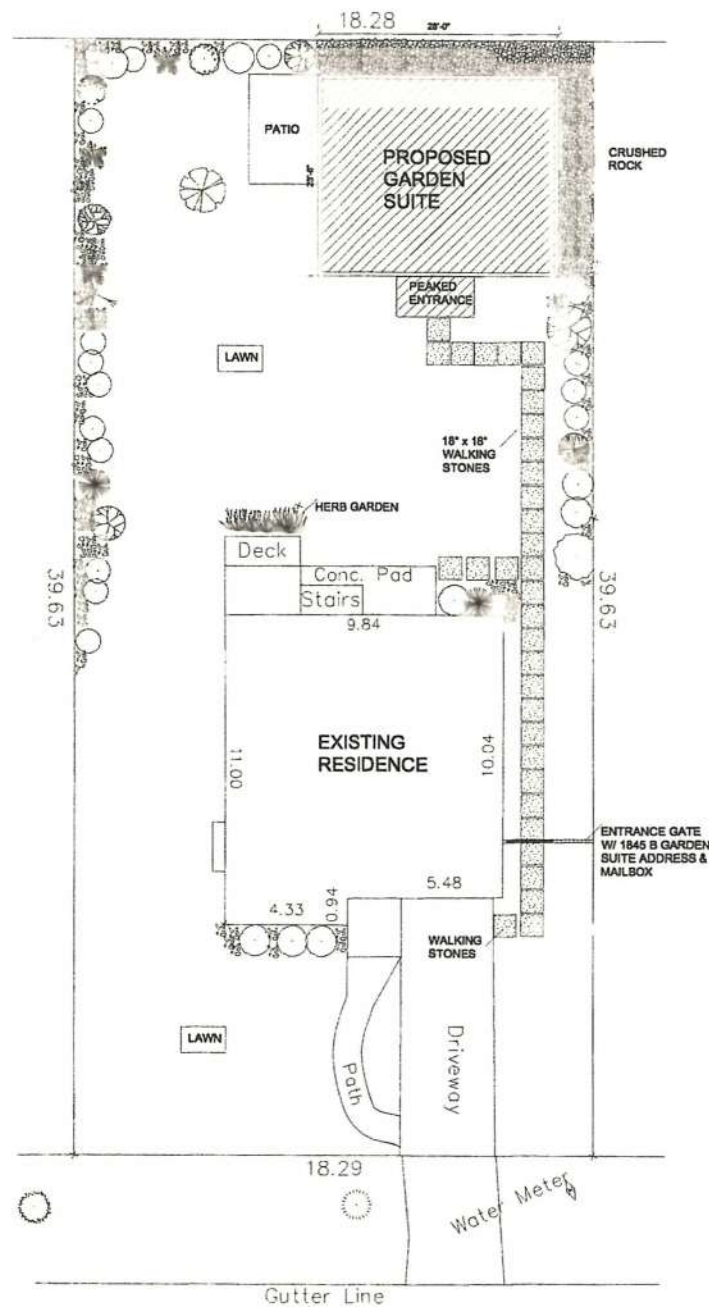 18.28
28'-0"
PATIO
PROPOSED
GARDEN
SUITE
CRUSHED
ROCK
PEAKED
ENTRANCE
LAWN
18" x 18"
WALKING
STONES
HERB GARDEN
Deck
Conc. Pad
Stairs
9.84
39.63
39.63
EXISTING
RESIDENCE
11.00
10.04
ENTRANCE GATE
W/ 1845 B GARDEN
SUITE ADDRESS &
MAILBOX
5.48
4.33
0.94
WALKING
STONES
LAWN
Path
Driveway
18.29
Water Meter
Gutter Line